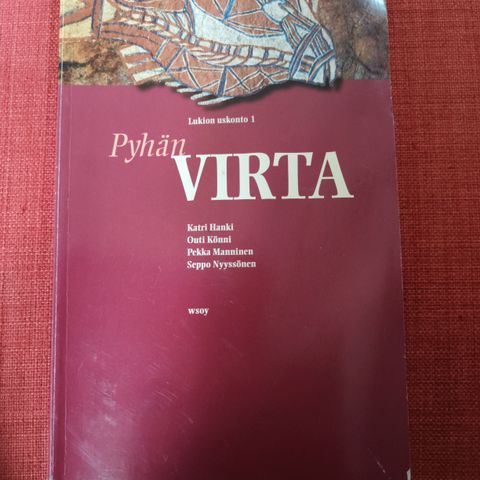 Lukion uskonto 1
Pyhän
VIRTA
Katri Hanki
Outi Könni
Pekka Manninen
Seppo Nyyssönen
wsoy